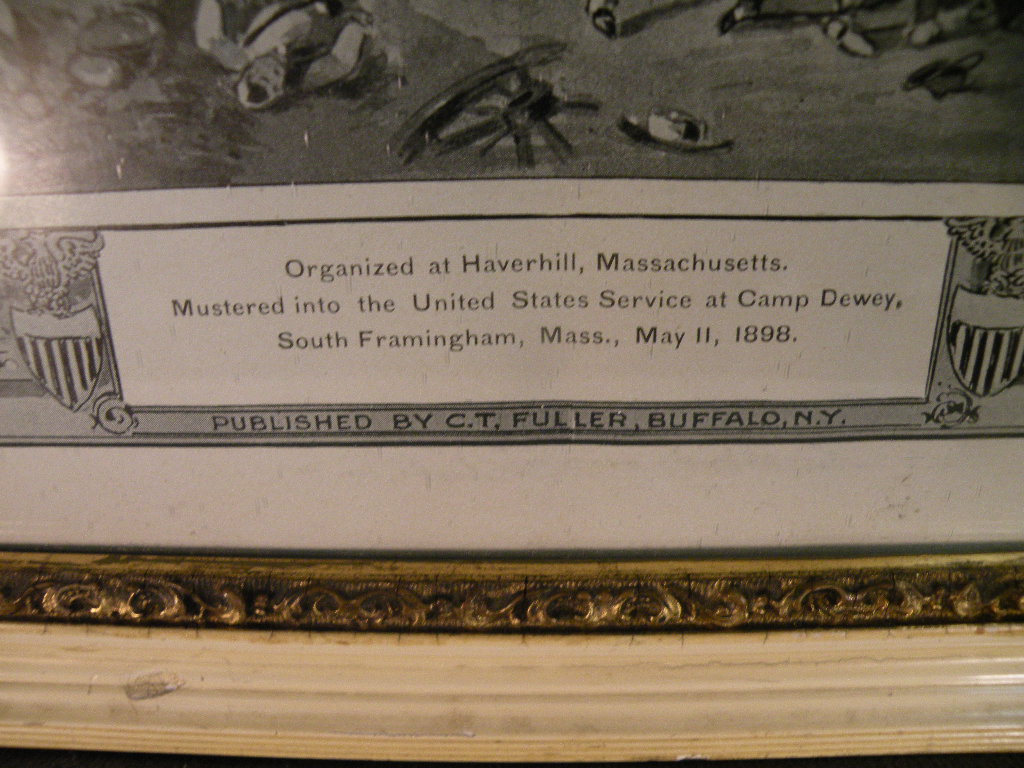 Organized at Haverhill, Massachusetts.
Mustered into the United States Service at Camp Dewey,
South Framingham, Mass., May 11, 1898.
PUBLISHED BY C.T. FULLER, BUFFALO, N.Y.